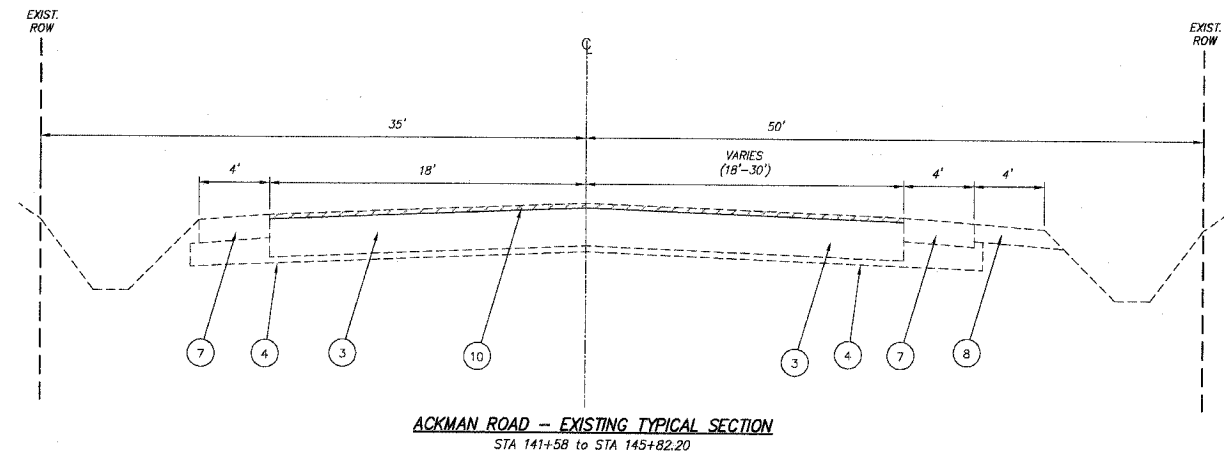 EXIST.
ROW
EXIST.
ROW
℄
35'
50'
4'
18'
VARIES
(18'-30')
4'
4'
7
4
3
10
3
4
7
8
ACKMAN ROAD - EXISTING TYPICAL SECTION
STA 141+58 to STA 145+82.20